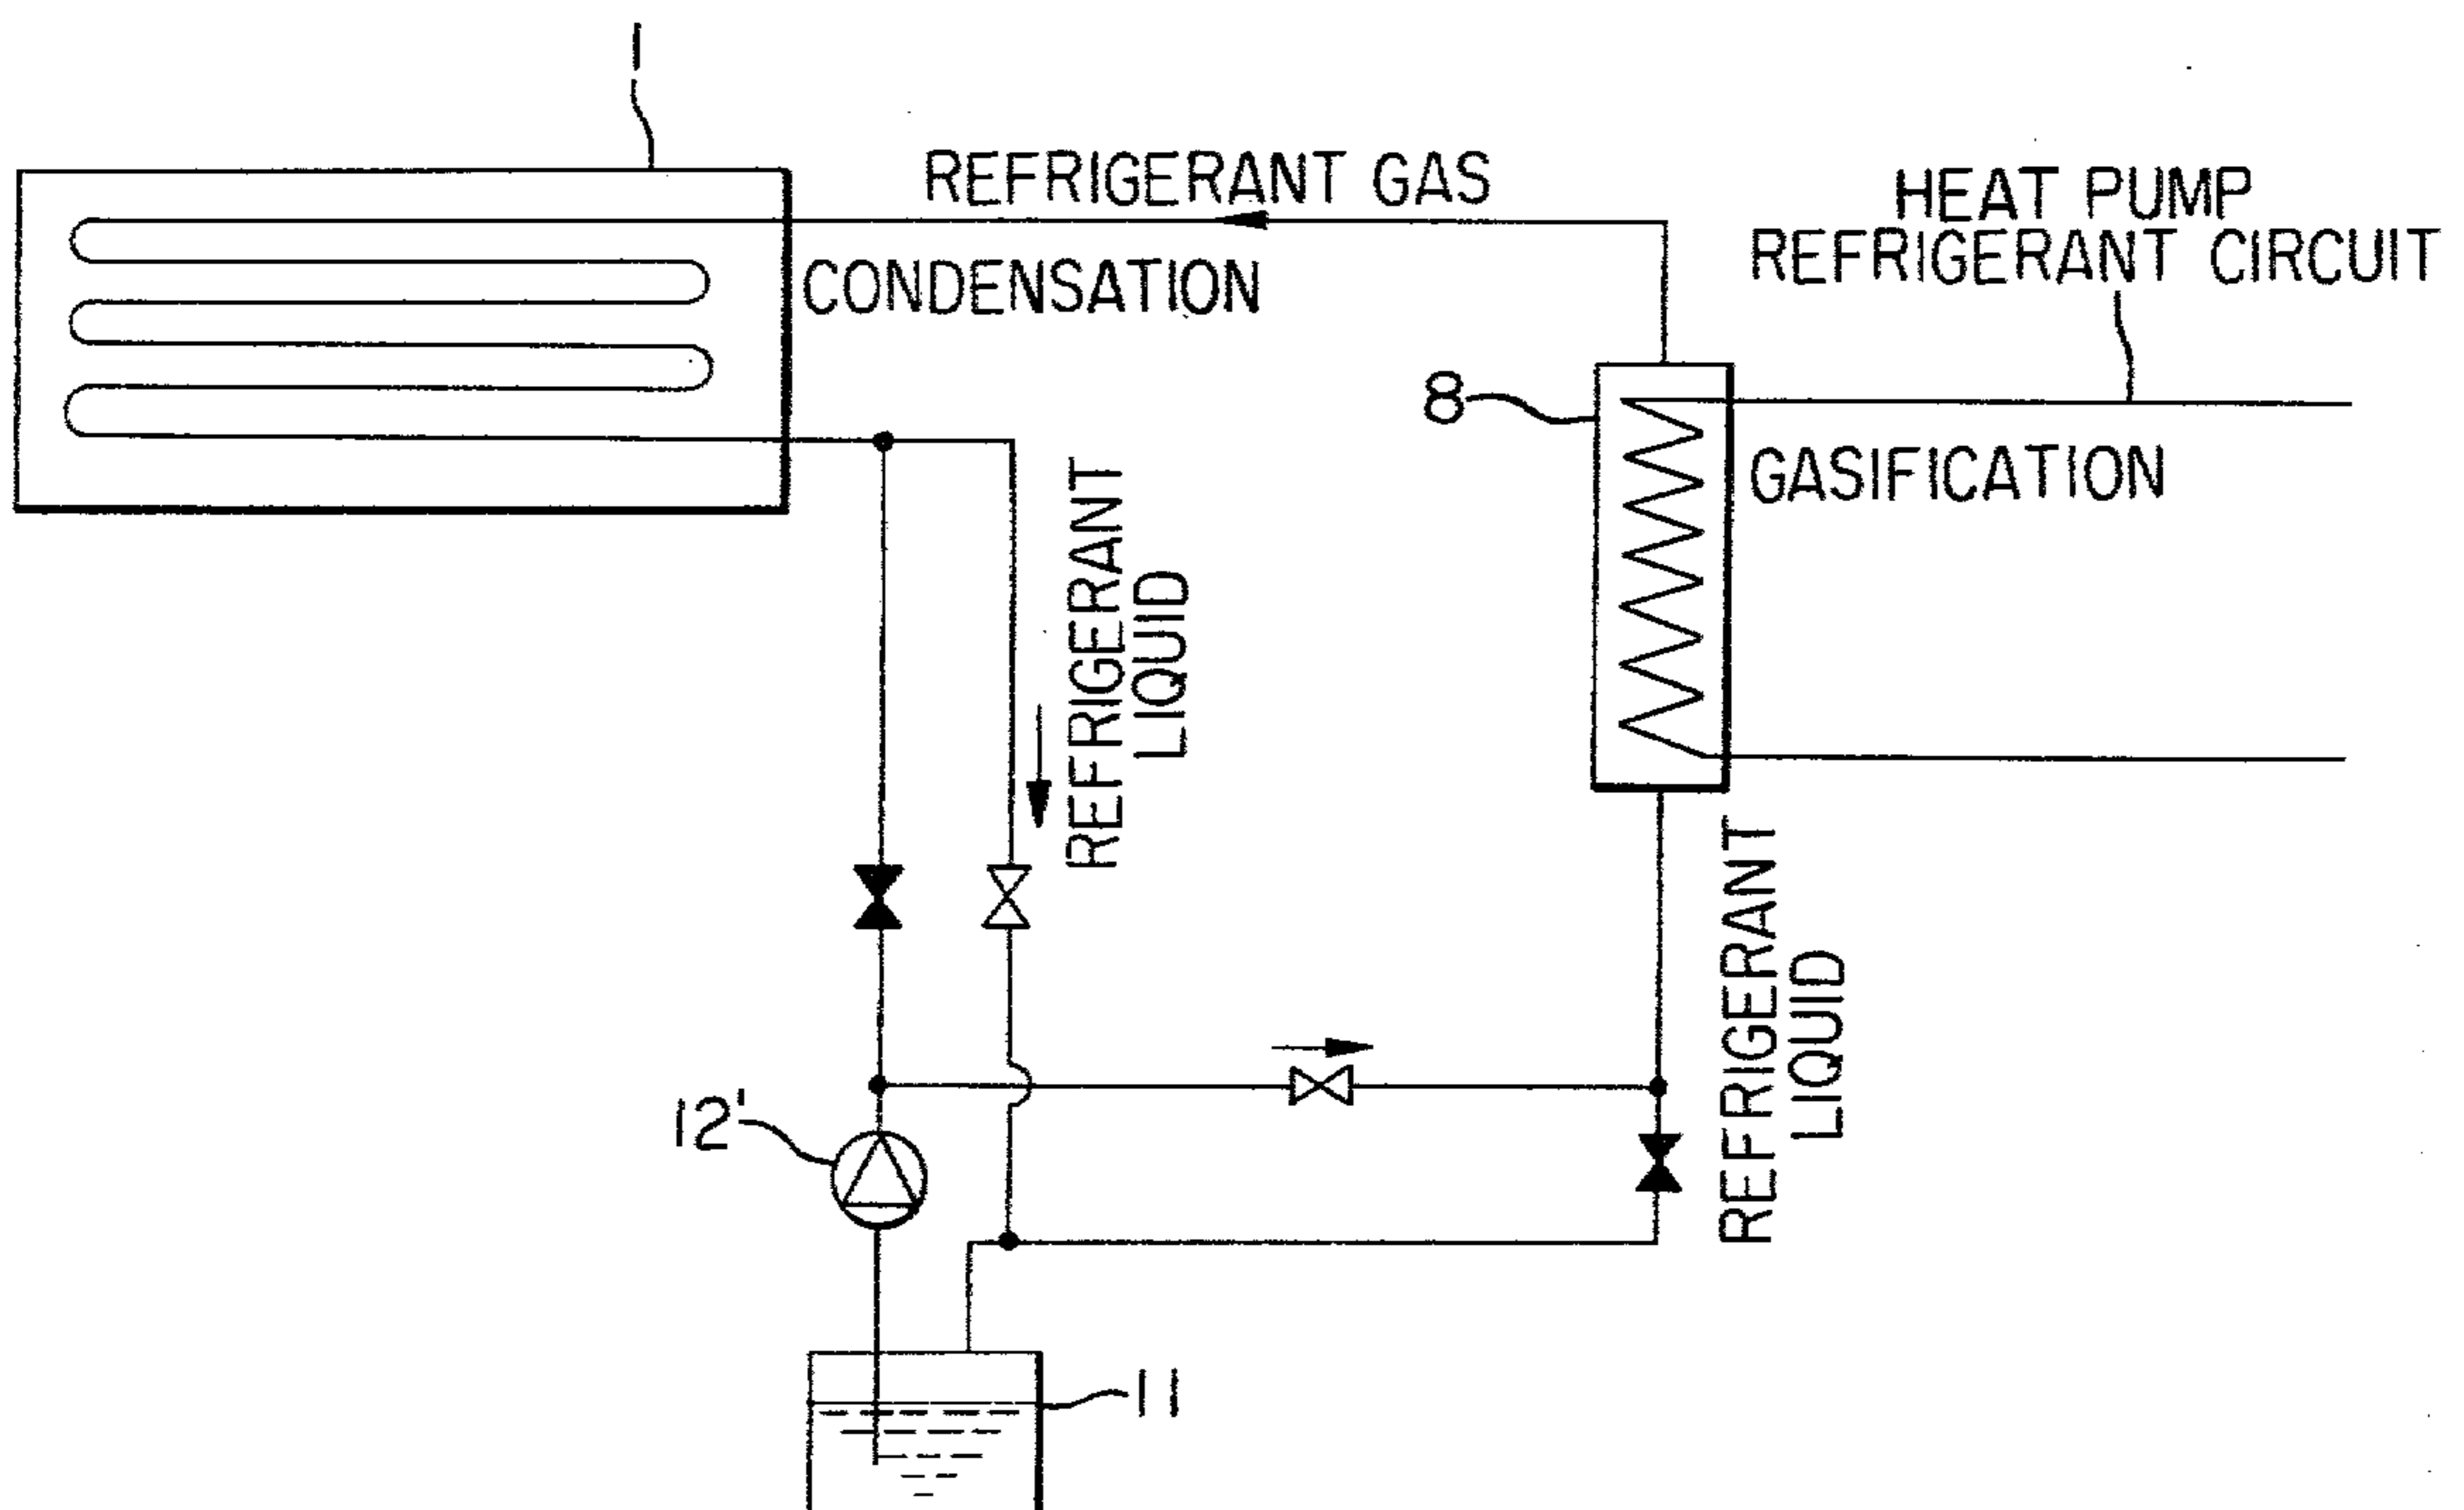 1
REFRIGERANT GAS
HEAT PUMP
REFRIGERANT CIRCUIT
CONDENSATION
8
GASIFICATION
REFRIGERANT
LIQUID
REFRIGERANT
LIQUID
12'
11